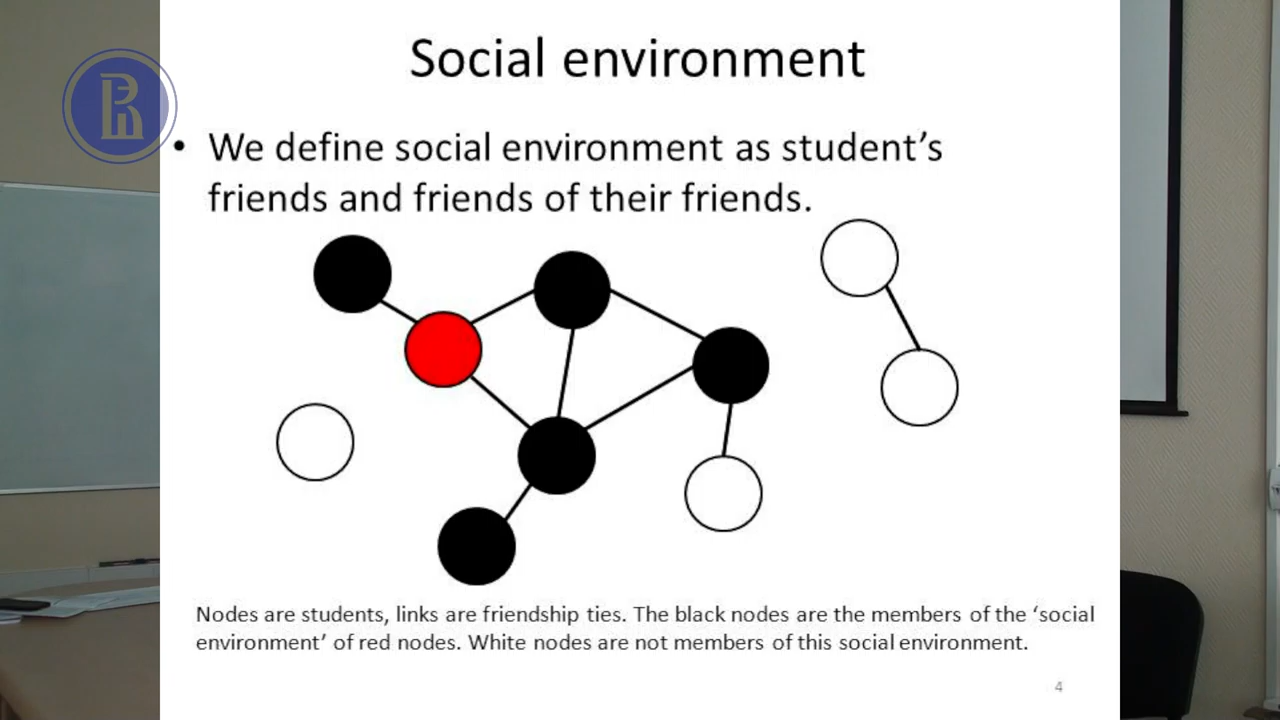 Social environment
• We define social environment as student’s
friends and friends of their friends.
Nodes are students, links are friendship ties. The black nodes are the members of the ‘social
environment’ of red nodes. White nodes are not members of this social environment.
4